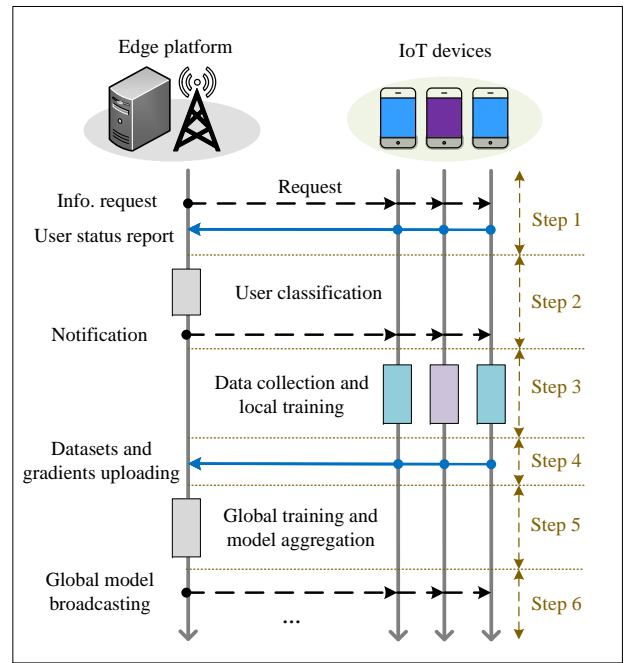 Edge platform
IoT devices
Info. request
Request
User status report
Step 1
User classification
Step 2
Notification
Data collection and
local training
Step 3
Datasets and
gradients uploading
Step 4
Global training and
model aggregation
Step 5
Global model
broadcasting
...
Step 6